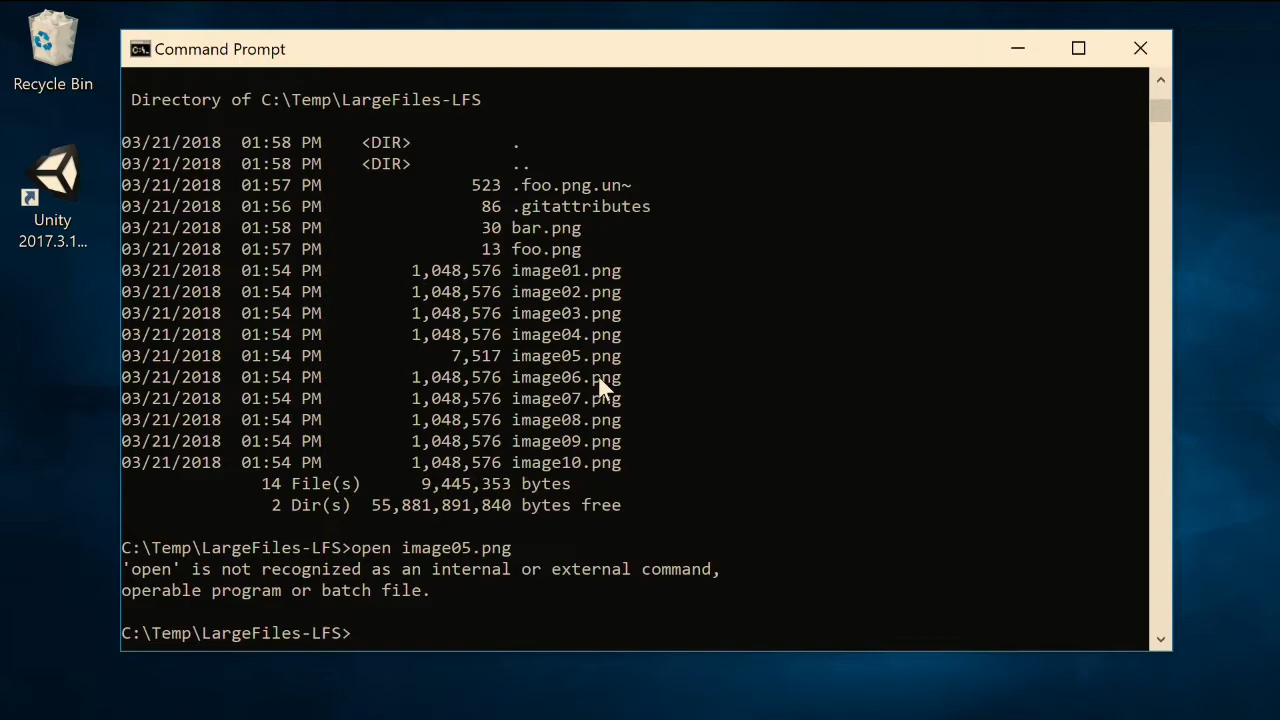 Recycle Bin
Unity
2017.3.1...
Command Prompt
Directory of C:\Temp\LargeFiles-LFS
03/21/2018  01:58 PM    <DIR>          .
03/21/2018  01:58 PM    <DIR>          ..
03/21/2018  01:57 PM               523 .foo.png.un~
03/21/2018  01:56 PM                86 .gitattributes
03/21/2018  01:58 PM                30 bar.png
03/21/2018  01:57 PM                13 foo.png
03/21/2018  01:54 PM         1,048,576 image01.png
03/21/2018  01:54 PM         1,048,576 image02.png
03/21/2018  01:54 PM         1,048,576 image03.png
03/21/2018  01:54 PM         1,048,576 image04.png
03/21/2018  01:54 PM             7,517 image05.png
03/21/2018  01:54 PM         1,048,576 image06.png
03/21/2018  01:54 PM         1,048,576 image07.png
03/21/2018  01:54 PM         1,048,576 image08.png
03/21/2018  01:54 PM         1,048,576 image09.png
03/21/2018  01:54 PM         1,048,576 image10.png
14 File(s)      9,445,353 bytes
2 Dir(s)  55,881,891,840 bytes free
C:\Temp\LargeFiles-LFS>open image05.png
'open' is not recognized as an internal or external command,
operable program or batch file.
C:\Temp\LargeFiles-LFS>